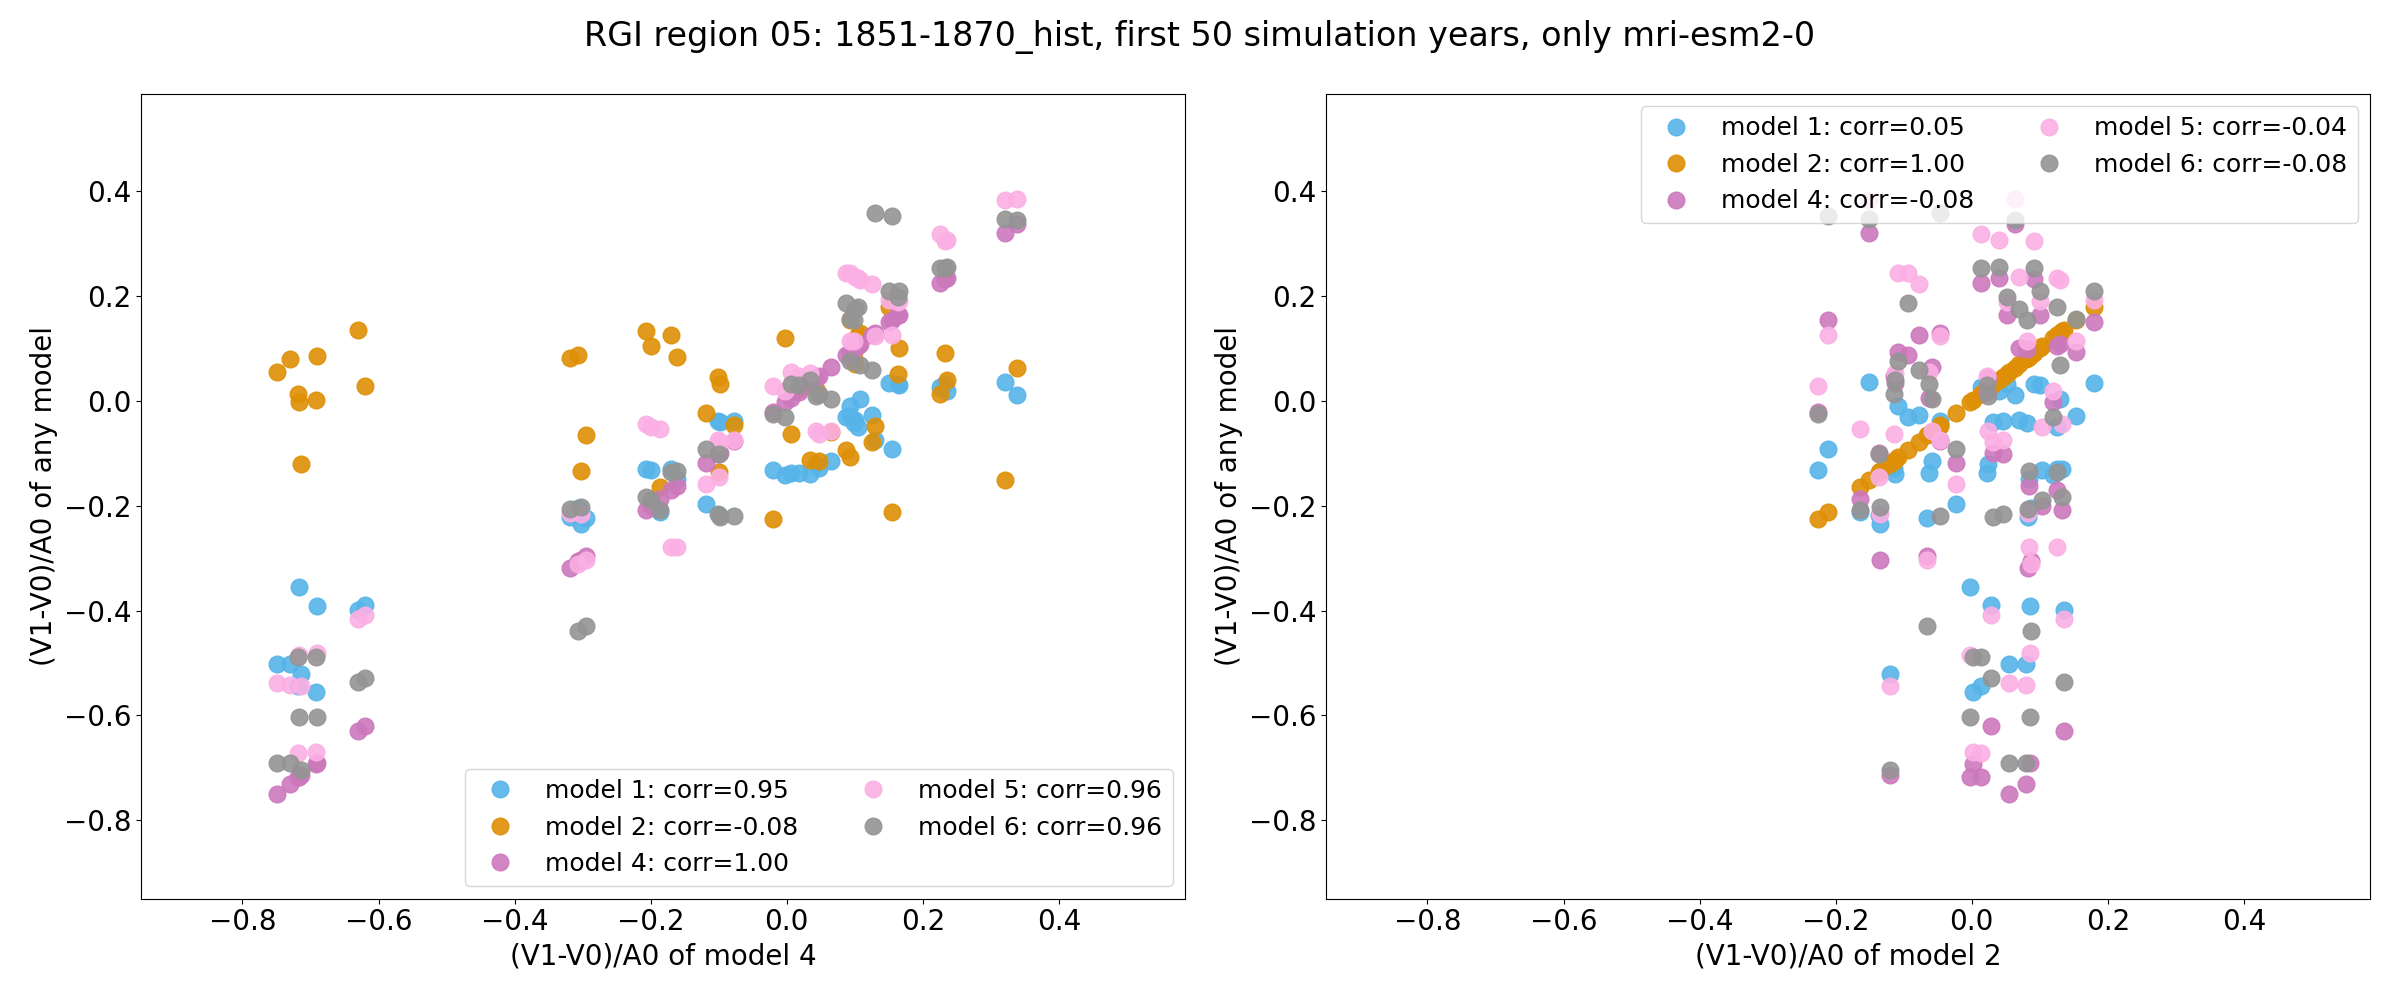 RGI region 05: 1851-1870_hist, first 50 simulation years, only mri-esm2-0
(V1-V0)/A0 of any model
0.4
0.2
0.0
−0.2
−0.4
−0.6
−0.8
model 1: corr=0.95
model 2: corr=-0.08
model 4: corr=1.00
model 5: corr=0.96
model 6: corr=0.96
−0.8 −0.6 −0.4 −0.2 0.0 0.2 0.4
(V1-V0)/A0 of model 4
(V1-V0)/A0 of any model
0.4
0.2
0.0
−0.2
−0.4
−0.6
−0.8
model 1: corr=0.05
model 2: corr=1.00
model 4: corr=-0.08
model 5: corr=-0.04
model 6: corr=-0.08
−0.8 −0.6 −0.4 −0.2 0.0 0.2 0.4
(V1-V0)/A0 of model 2